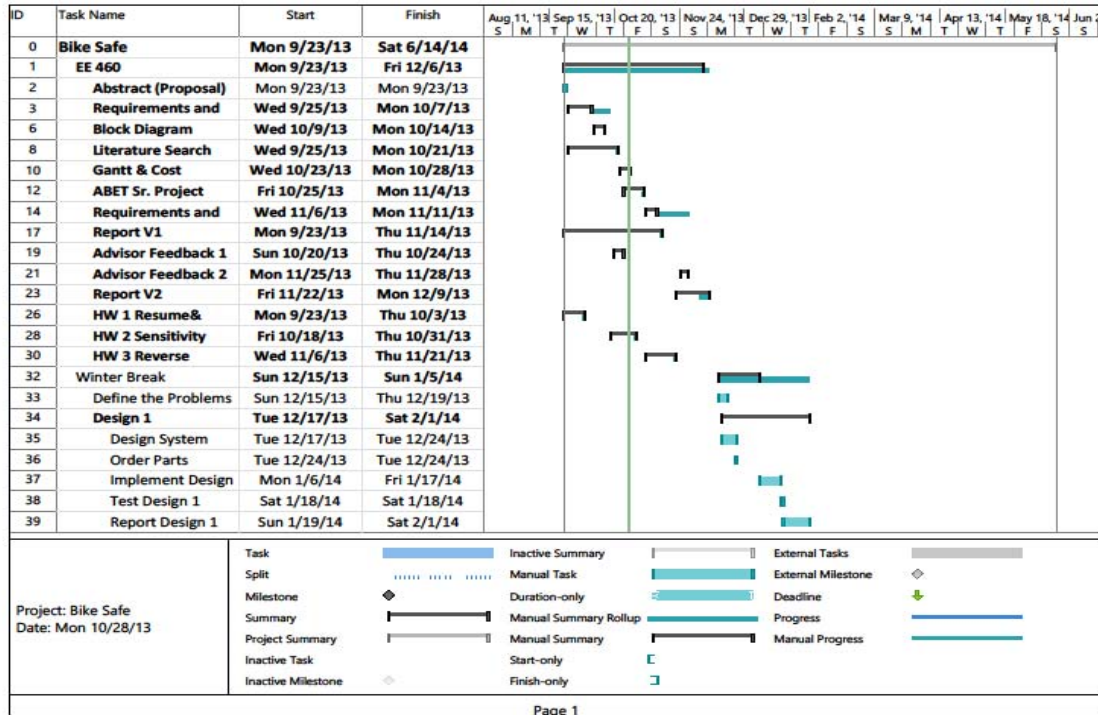 ID Task Name Start Finish Aug 11, '13 Sep 15, '13 Oct 20, '13 Nov 24, '13 Dec 29, '13 Feb 2, '14 Mar 9, '14 Apr 13, '14 May 18, '14 Jun 2
S M T W T F S S M T W T F S S M T W T F S
0 Bike Safe Mon 9/23/13 Sat 6/14/14
1 EE 460 Mon 9/23/13 Fri 12/6/13
2 Abstract (Proposal) Mon 9/23/13 Mon 9/23/13
3 Requirements and Wed 9/25/13 Mon 10/7/13
6 Block Diagram Wed 10/9/13 Mon 10/14/13
8 Literature Search Wed 9/25/13 Mon 10/21/13
10 Gantt & Cost Wed 10/23/13 Mon 10/28/13
12 ABET Sr. Project Fri 10/25/13 Mon 11/4/13
14 Requirements and Wed 11/6/13 Mon 11/11/13
17 Report V1 Mon 9/23/13 Thu 11/14/13
19 Advisor Feedback 1 Sun 10/20/13 Thu 10/24/13
21 Advisor Feedback 2 Mon 11/25/13 Thu 11/28/13
23 Report V2 Fri 11/22/13 Mon 12/9/13
26 HW 1 Resume& Mon 9/23/13 Thu 10/3/13
28 HW 2 Sensitivity Fri 10/18/13 Thu 10/31/13
30 HW 3 Reverse Wed 11/6/13 Thu 11/21/13
32 Winter Break Sun 12/15/13 Sun 1/5/14
33 Define the Problems Sun 12/15/13 Thu 12/19/13
34 Design 1 Tue 12/17/13 Sat 2/1/14
35 Design System Tue 12/17/13 Tue 12/24/13
36 Order Parts Tue 12/24/13 Tue 12/24/13
37 Implement Design Mon 1/6/14 Fri 1/17/14
38 Test Design 1 Sat 1/18/14 Sat 1/18/14
39 Report Design 1 Sun 1/19/14 Sat 2/1/14
Project: Bike Safe
Date: Mon 10/28/13
Task Inactive Summary External Tasks
Split Manual Task External Milestone
Milestone Duration-only Deadline
Summary Manual Summary Rollup Progress
Project Summary Manual Summary Manual Progress
Inactive Task Start-only
Inactive Milestone Finish-only
Page 1